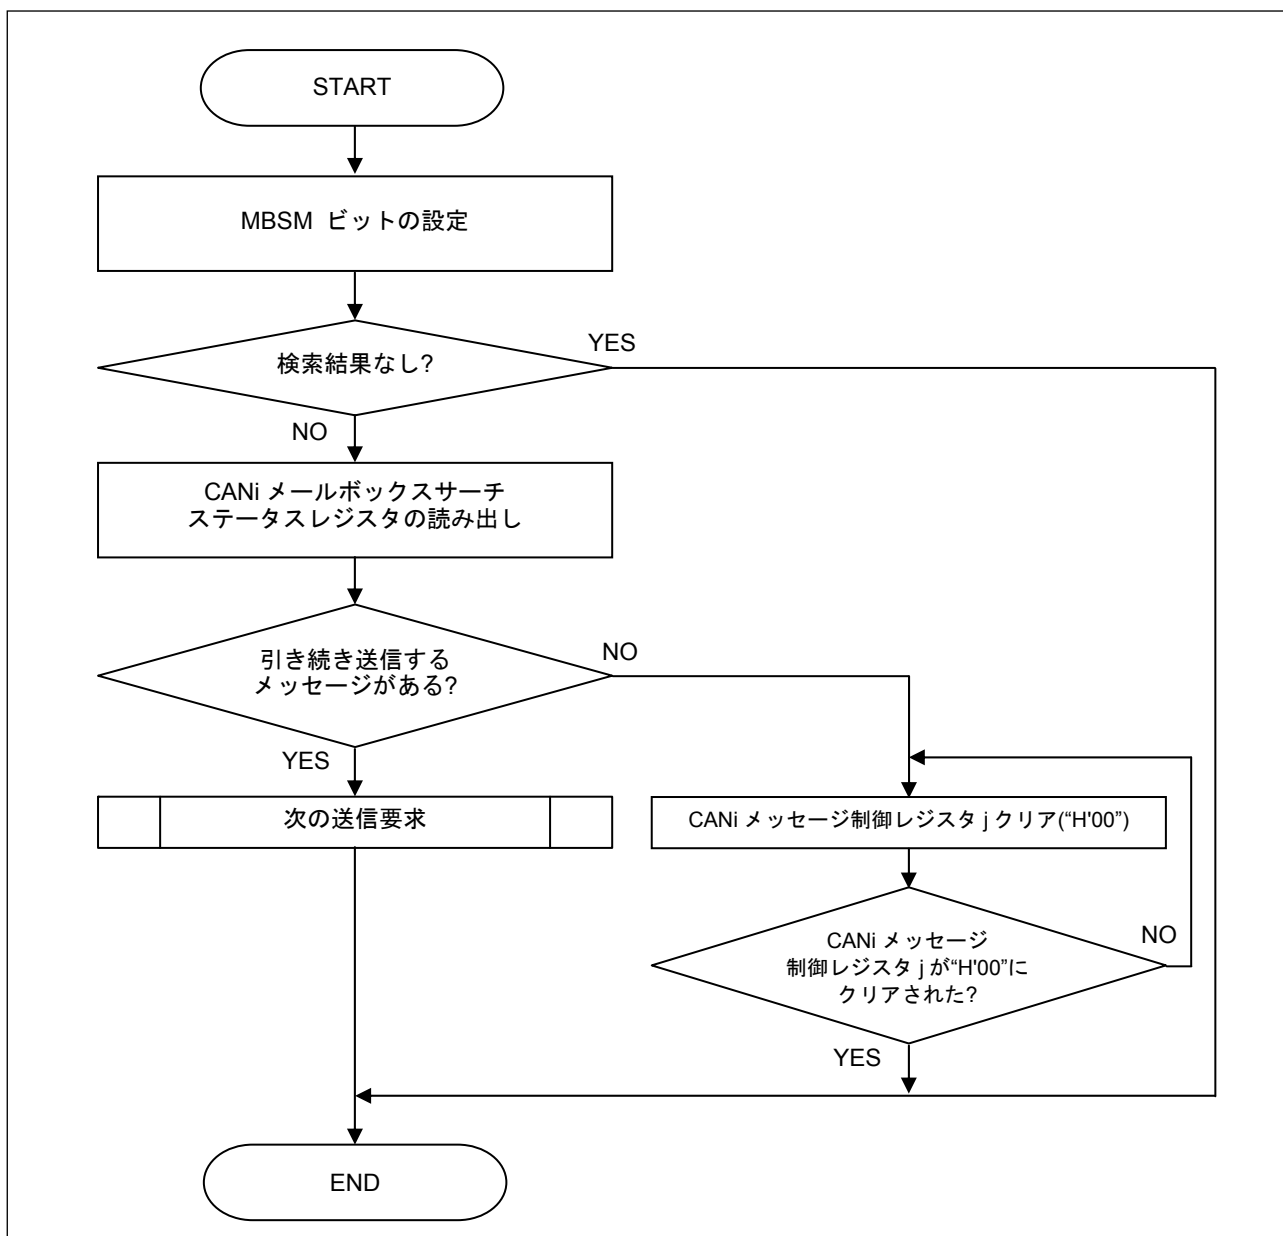 START
MBSM ビットの設定
検索結果なし?
YES
NO
CANi メールボックスサーチ
ステータスレジスタの読み出し
引き続き送信する
メッセージがある?
NO
YES
次の送信要求
CANi メッセージ制御レジスタ j クリア(“H'00”)
CANi メッセージ
制御レジスタ j が“H'00”に
クリアされた?
NO
YES
END